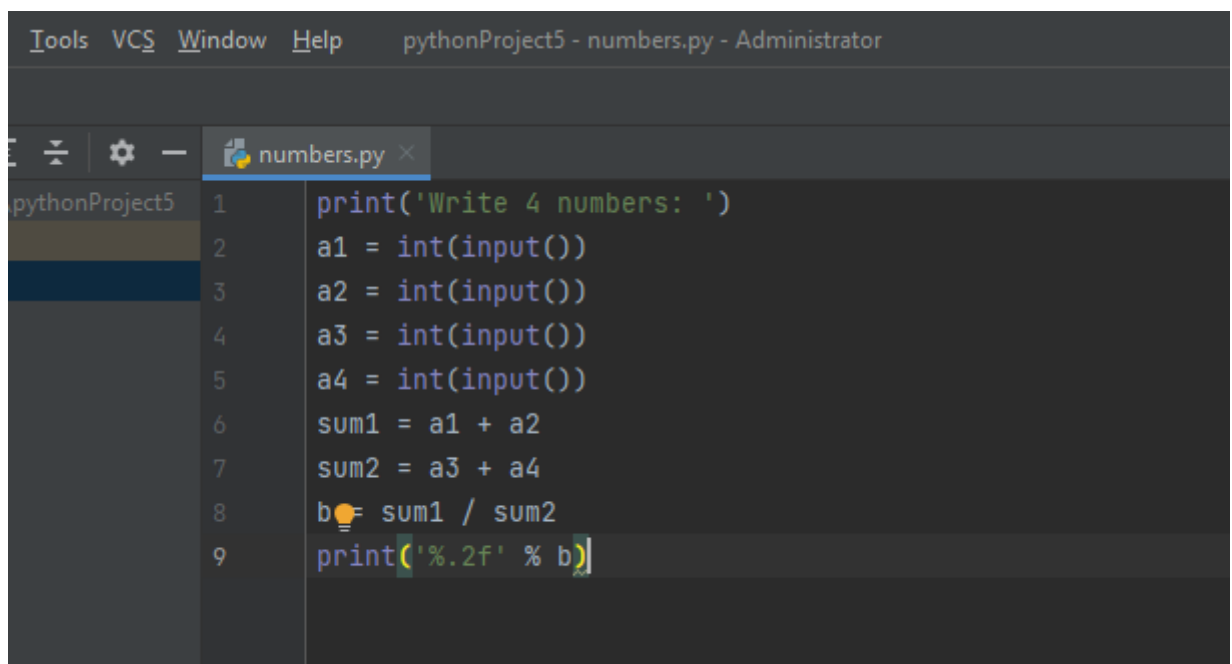 Tools VCS Window Help pythonProject5 - numbers.py - Administrator
numbers.py
\pythonProject5
1 print('Write 4 numbers: ')
2 a1 = int(input())
3 a2 = int(input())
4 a3 = int(input())
5 a4 = int(input())
6 sum1 = a1 + a2
7 sum2 = a3 + a4
8 b = sum1 / sum2
9 print('%.2f' % b)